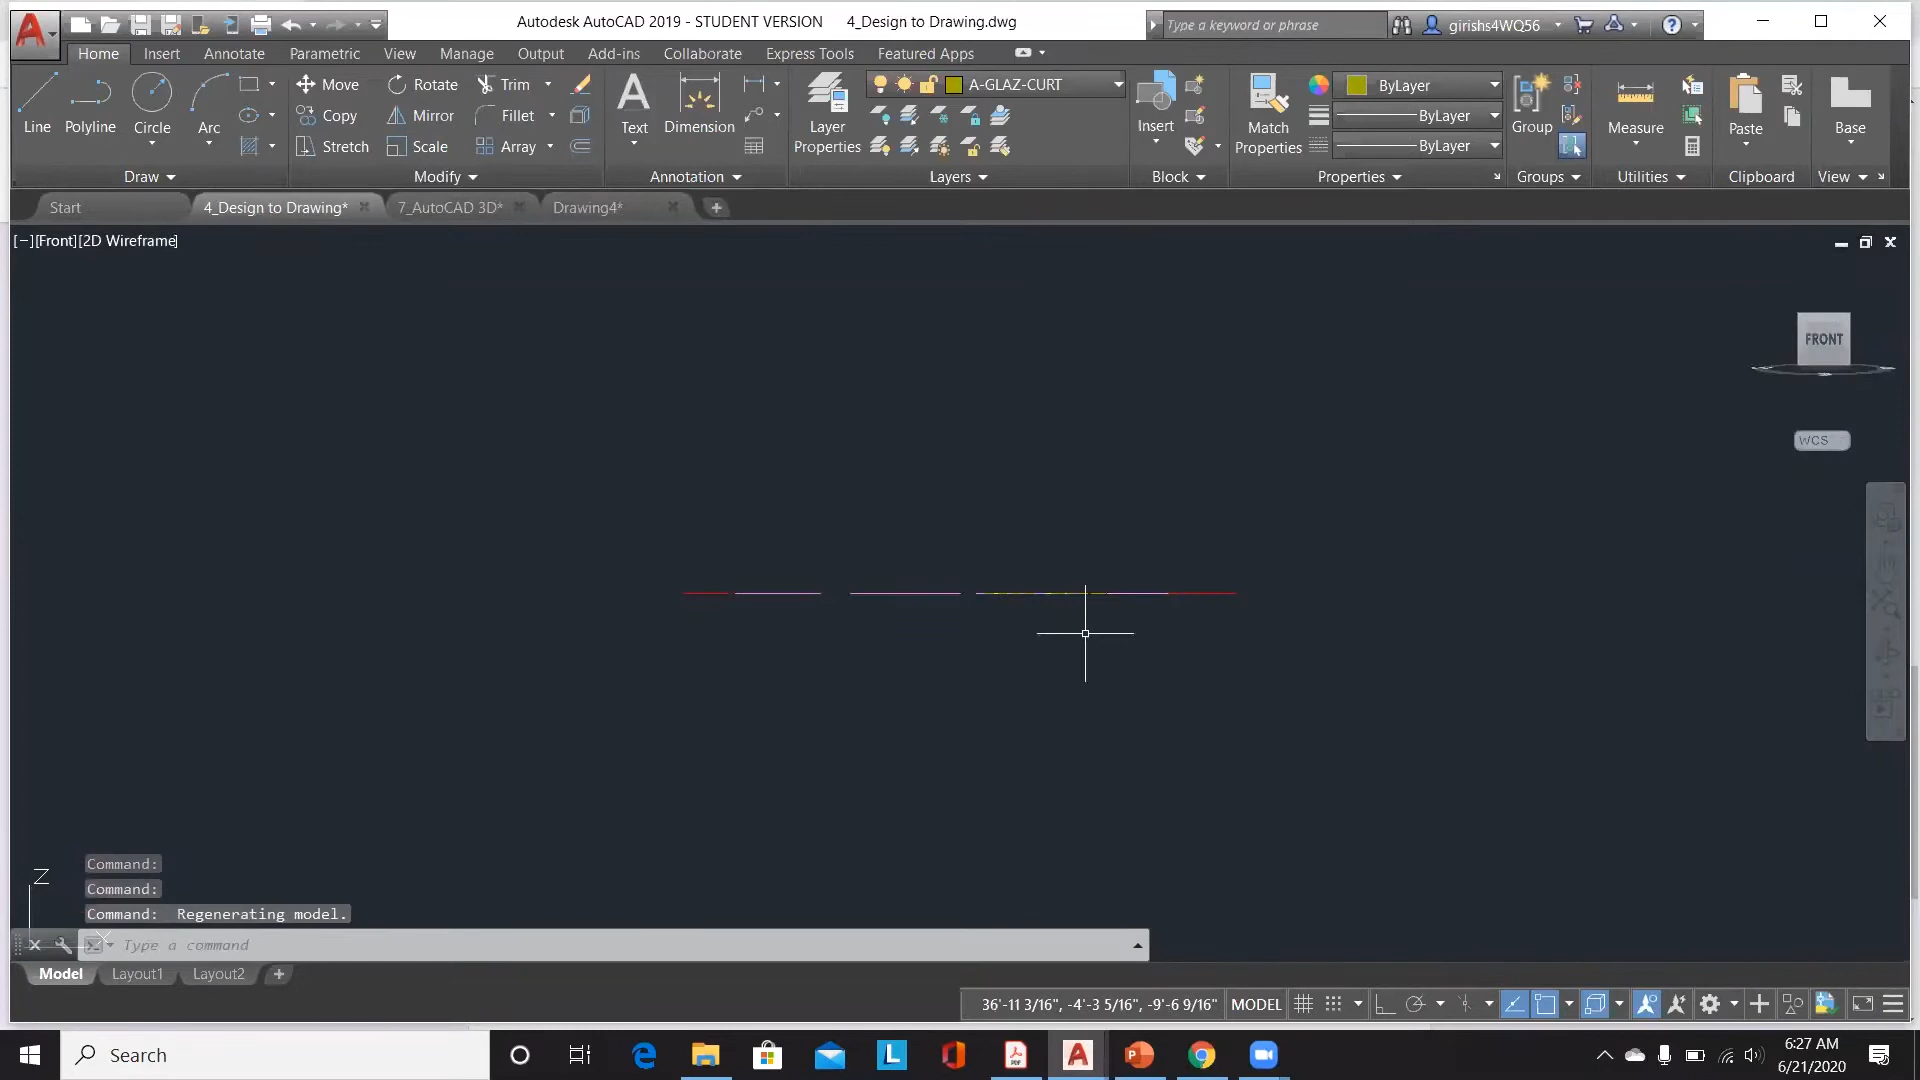 Autodesk AutoCAD 2019 - STUDENT VERSION 4_Design to Drawing.dwg
Type a keyword or phrase
girishs4WQ56
Home Insert Annotate Parametric View Manage Output Add-ins Collaborate Express Tools Featured Apps
Line Polyline Circle Arc
Move Rotate Trim
Copy Mirror Fillet
Stretch Scale Array
Text Dimension
Layer Properties
A-GLAZ-CURT
Insert
Match Properties
ByLayer
ByLayer
ByLayer
Group
Measure
Paste
Base
Draw Modify Annotation Layers Block Properties Groups Utilities Clipboard View
Start 4_Design to Drawing* 7_AutoCAD 3D* Drawing4*
[−][Front][2D Wireframe]
FRONT
WCS
Z
X
Command:
Command:
Command: Regenerating model.
Type a command
Model Layout1 Layout2
36'-11 3/16", -4'-3 5/16", -9'-6 9/16" MODEL
Search
6:27 AM
6/21/2020